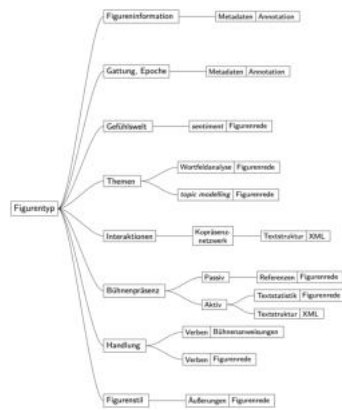 Figureninformation
Metadaten Annotation
Gattung, Epoche
Metadaten Annotation
Gefühlswelt
sentiment Figurenrede
Themen
Wortfeldanalyse Figurenrede
topic modelling Figurenrede
Figurentyp
Interaktionen
Kopräsenz-
netzwerk
Textstruktur XML
Bühnenpräsenz
Passiv
Referenzen Figurenrede
Aktiv
Textstatistik Figurenrede
Textstruktur XML
Handlung
Verben Bühnenanweisungen
Verben Figurenrede
Figurenstil
Äußerungen Figurenrede